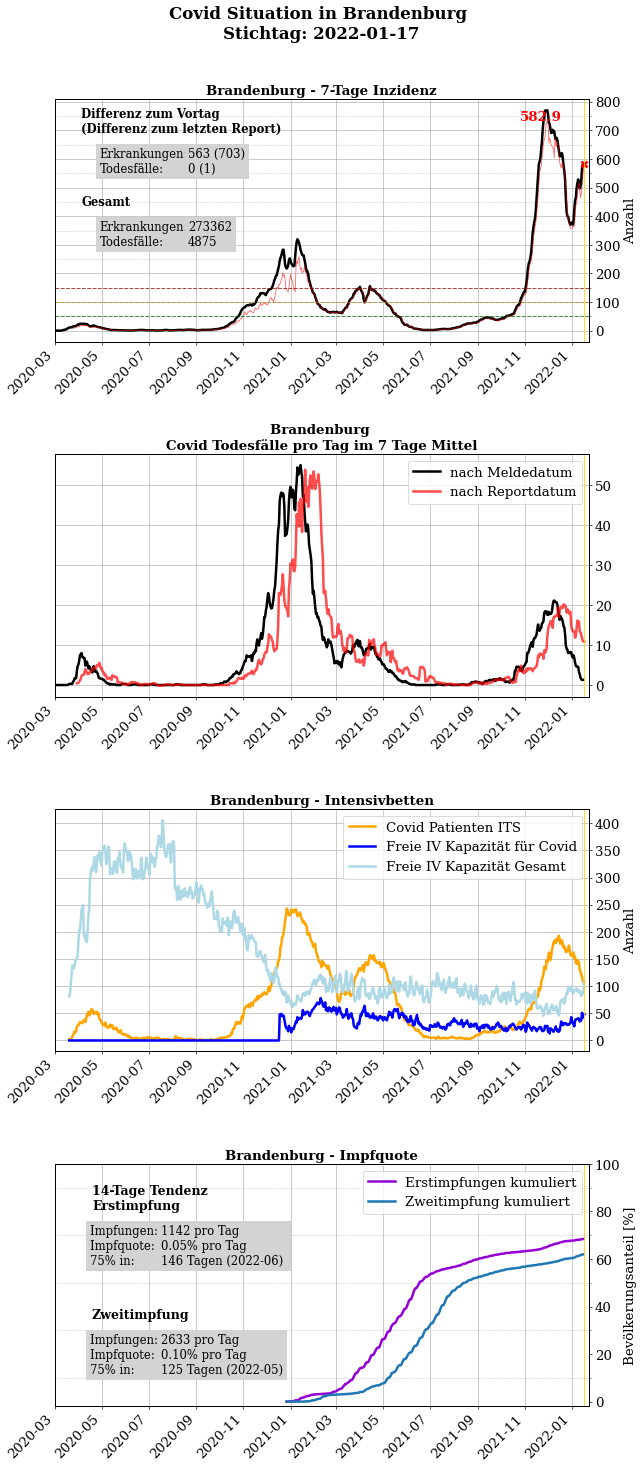 Covid Situation in Brandenburg
Stichtag: 2022-01-17
Brandenburg - 7-Tage Inzidenz
Differenz zum Vortag
(Differenz zum letzten Report)
Erkrankungen 563 (703)
Todesfälle: 0 (1)
Gesamt
Erkrankungen 273362
Todesfälle: 4875
582.9
800
700
600
500
400
300
200
100
0
Anzahl
2020-03
2020-05
2020-07
2020-09
2020-11
2021-01
2021-03
2021-05
2021-07
2021-09
2021-11
2022-01
Brandenburg
Covid Todesfälle pro Tag im 7 Tage Mittel
nach Meldedatum
nach Reportdatum
50
40
30
20
10
0
2020-03
2020-05
2020-07
2020-09
2020-11
2021-01
2021-03
2021-05
2021-07
2021-09
2021-11
2022-01
Brandenburg - Intensivbetten
Covid Patienten ITS
Freie IV Kapazität für Covid
Freie IV Kapazität Gesamt
400
350
300
250
200
150
100
50
0
Anzahl
2020-03
2020-05
2020-07
2020-09
2020-11
2021-01
2021-03
2021-05
2021-07
2021-09
2021-11
2022-01
Brandenburg - Impfquote
14-Tage Tendenz
Erstimpfung
Impfungen: 1142 pro Tag
Impfquote: 0.05% pro Tag
75% in: 146 Tagen (2022-06)
Zweitimpfung
Impfungen: 2633 pro Tag
Impfquote: 0.10% pro Tag
75% in: 125 Tagen (2022-05)
Erstimpfungen kumuliert
Zweitimpfung kumuliert
100
80
60
40
20
0
Bevölkerungsanteil [%]
2020-03
2020-05
2020-07
2020-09
2020-11
2021-01
2021-03
2021-05
2021-07
2021-09
2021-11
2022-01